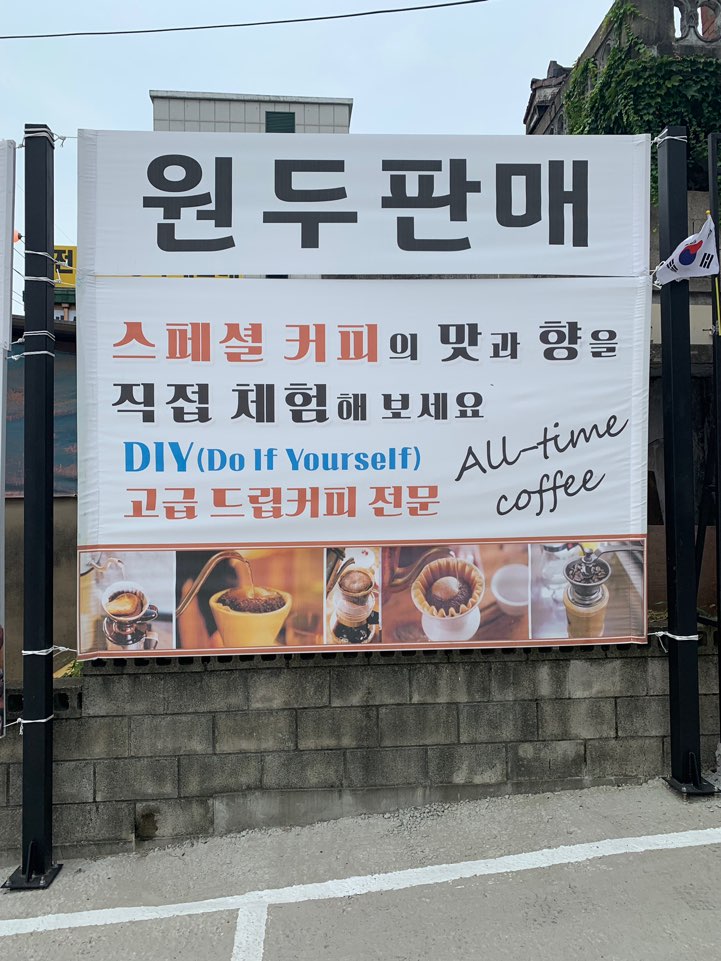 원두판매
스페셜 커피의 맛과 향을
직접 체험해 보세요
DIY(Do If Yourself)
All-time
coffee
고급 드립커피 전문
진